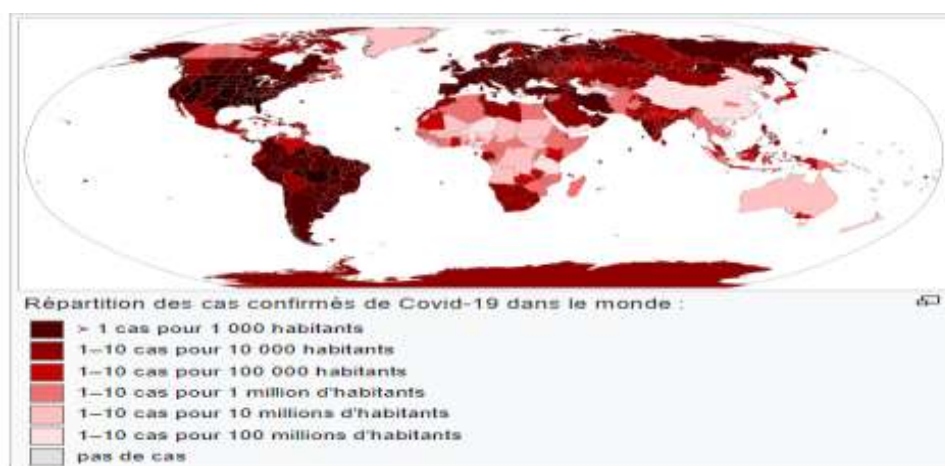 Répartition des cas confirmés de Covid-19 dans le monde :
> 1 cas pour 1 000 habitants
1–10 cas pour 10 000 habitants
1–10 cas pour 100 000 habitants
1–10 cas pour 1 million d'habitants
1–10 cas pour 10 millions d'habitants
1–10 cas pour 100 millions d'habitants
pas de cas